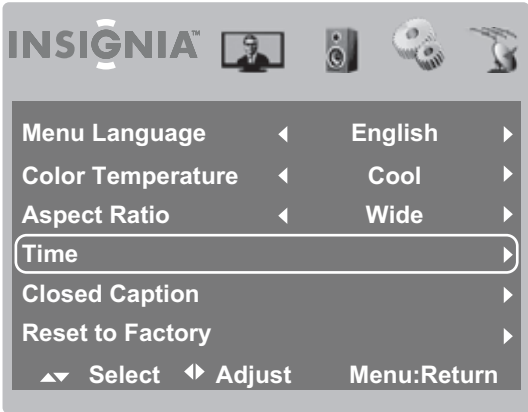 INSIGNIA™
Menu Language English
Color Temperature Cool
Aspect Ratio Wide
Time
Closed Caption
Reset to Factory
Select Adjust Menu:Return